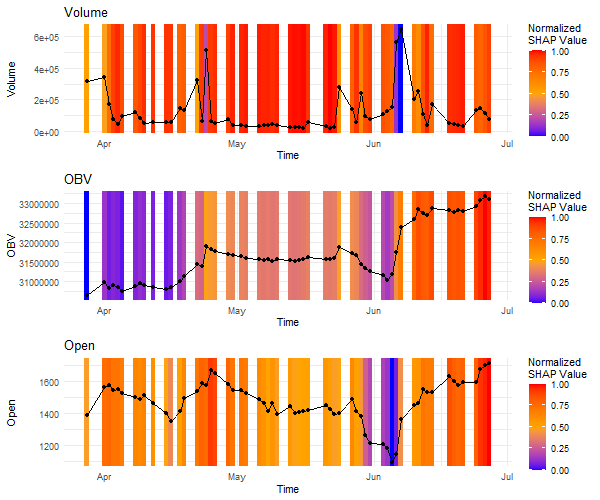 Volume
Normalized
SHAP Value
6e+05
4e+05
2e+05
0e+00
Volume
1.00
0.75
0.50
0.25
0.00
Apr
May
Jun
Jul
Time
OBV
Normalized
SHAP Value
33000000
32500000
32000000
31500000
31000000
OBV
1.00
0.75
0.50
0.25
0.00
Apr
May
Jun
Jul
Time
Open
Normalized
SHAP Value
1600
1400
1200
Open
1.00
0.75
0.50
0.25
0.00
Apr
May
Jun
Jul
Time